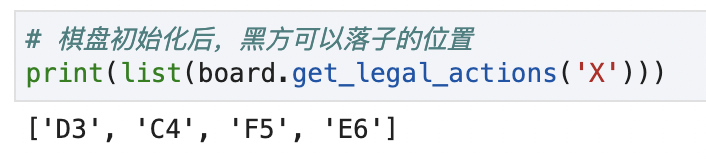 # 棋盘初始化后，黑方可以落子的位置
print(list(board.get_legal_actions('X')))
['D3', 'C4', 'F5', 'E6']